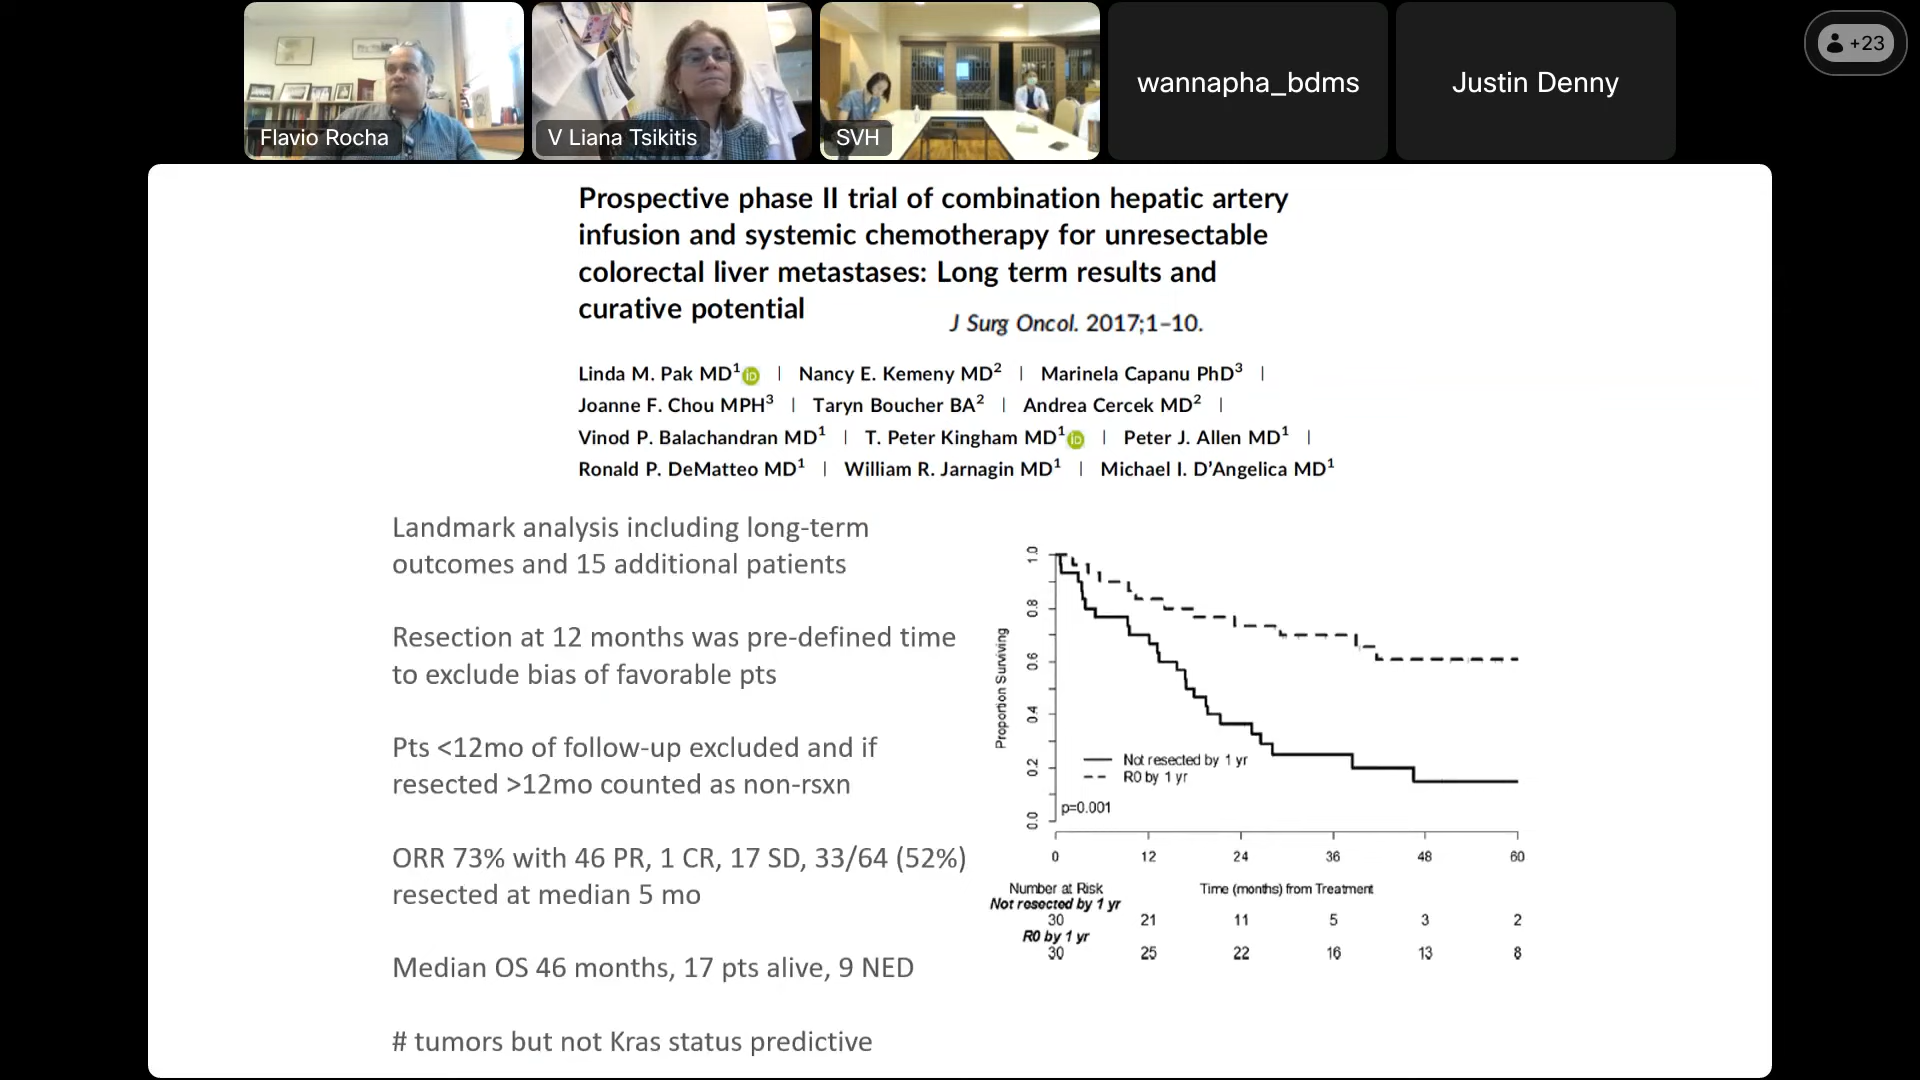 Flavio Rocha
V Liana Tsikitis
SVH
wannapha_bdms
Justin Denny
+23
Prospective phase II trial of combination hepatic artery
infusion and systemic chemotherapy for unresectable
colorectal liver metastases: Long term results and
curative potential
J Surg Oncol. 2017;1–10.
Linda M. Pak MD1 iD | Nancy E. Kemeny MD2 | Marinela Capanu PhD3 |
Joanne F. Chou MPH3 | Taryn Boucher BA2 | Andrea Cercek MD2 |
Vinod P. Balachandran MD1 | T. Peter Kingham MD1 iD | Peter J. Allen MD1 |
Ronald P. DeMatteo MD1 | William R. Jarnagin MD1 | Michael I. D’Angelica MD1
Landmark analysis including long-term
outcomes and 15 additional patients
Resection at 12 months was pre-defined time
to exclude bias of favorable pts
Pts <12mo of follow-up excluded and if
resected >12mo counted as non-rsxn
ORR 73% with 46 PR, 1 CR, 17 SD, 33/64 (52%)
resected at median 5 mo
Median OS 46 months, 17 pts alive, 9 NED
# tumors but not Kras status predictive
Proportion Surviving
1.0
0.8
0.6
0.4
0.2
0.0
Not resected by 1 yr
R0 by 1 yr
p=0.001
0 12 24 36 48 60
Number at Risk
Time (months) from Treatment
Not resected by 1 yr
30 21 11 5 3 2
R0 by 1 yr
30 25 22 16 13 8